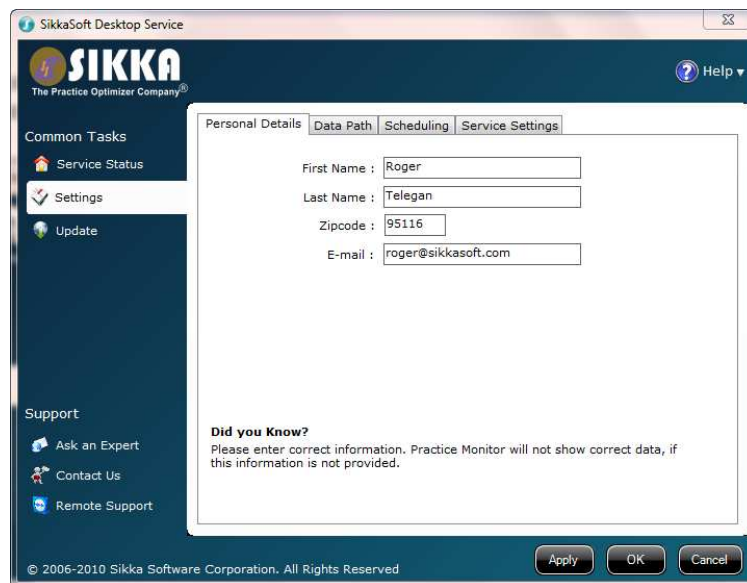 SikkaSoft Desktop Service
SIKKA
The Practice Optimizer Company®
Help
Common Tasks
Service Status
Settings
Update
Personal Details Data Path Scheduling Service Settings
First Name : Roger
Last Name : Telegan
Zipcode : 95116
E-mail : roger@sikkasoft.com
Did you Know?
Please enter correct information. Practice Monitor will not show correct data, if
this information is not provided.
Support
Ask an Expert
Contact Us
Remote Support
Apply OK Cancel
© 2006-2010 Sikka Software Corporation. All Rights Reserved